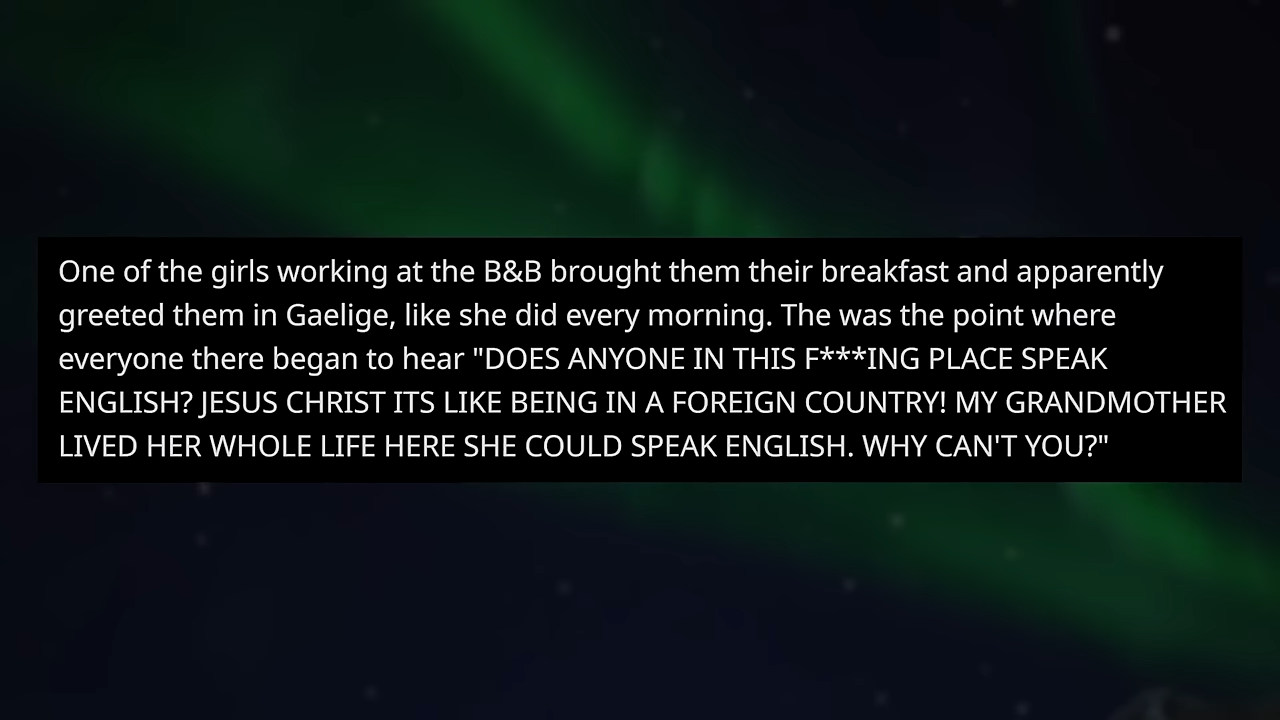 One of the girls working at the B&B brought them their breakfast and apparently
greeted them in Gaelige, like she did every morning. The was the point where
everyone there began to hear "DOES ANYONE IN THIS F***ING PLACE SPEAK
ENGLISH? JESUS CHRIST ITS LIKE BEING IN A FOREIGN COUNTRY! MY GRANDMOTHER
LIVED HER WHOLE LIFE HERE SHE COULD SPEAK ENGLISH. WHY CAN'T YOU?"